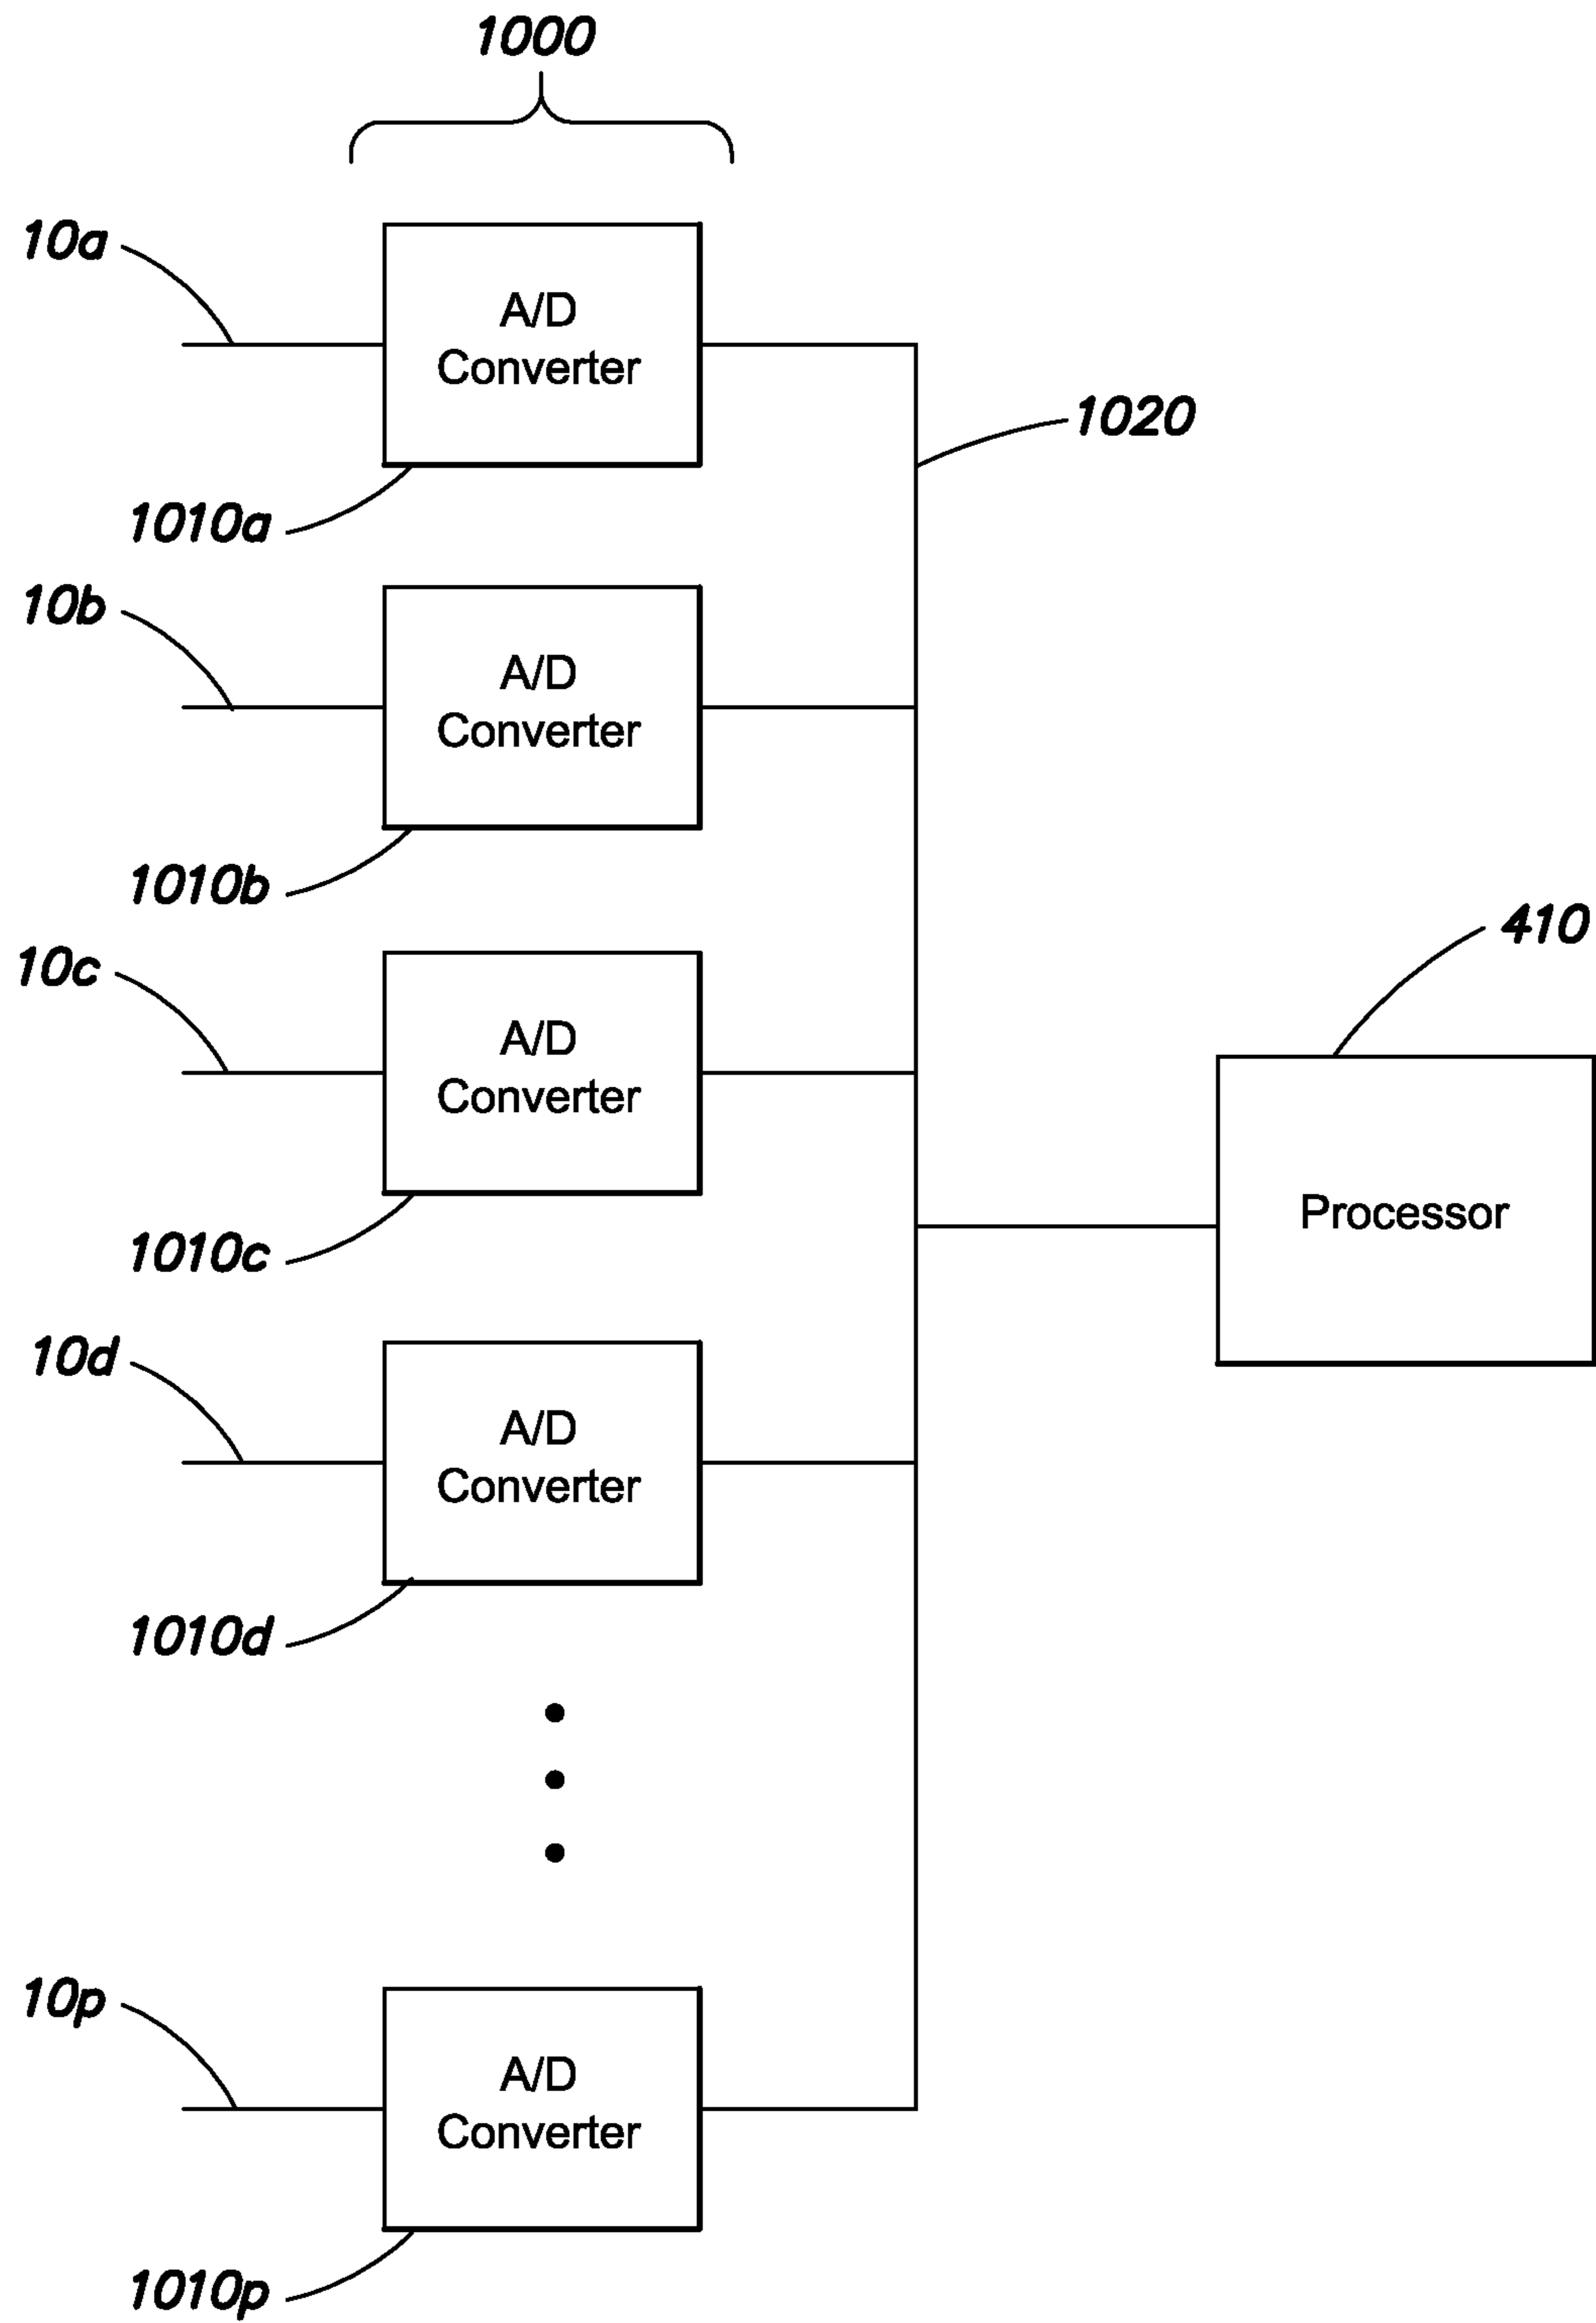 1000
10a
A/D
Converter
1020
1010a
10b
A/D
Converter
1010b
410
10c
A/D
Converter
1010c
Processor
10d
A/D
Converter
1010d
10p
A/D
Converter
1010p